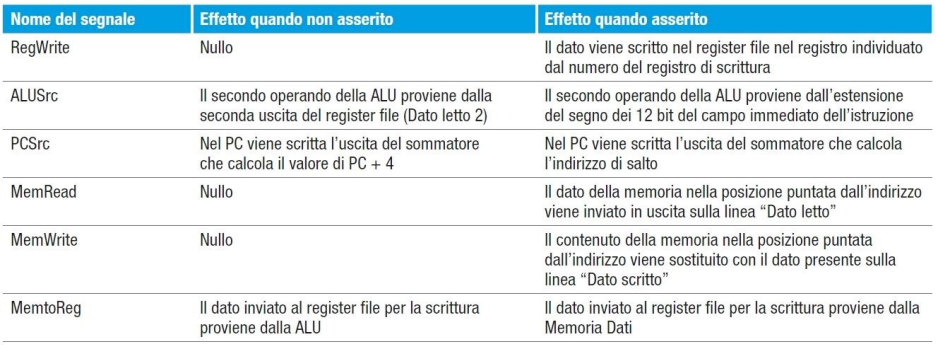 Nome del segnale Effetto quando non asserito Effetto quando asserito
RegWrite Nullo Il dato viene scritto nel register file nel registro individuato
dal numero del registro di scrittura
ALUSrc Il secondo operando della ALU proviene dalla Il secondo operando della ALU proviene dall'estensione
seconda uscita del register file (Dato letto 2) del segno dei 12 bit del campo immediato dell'istruzione
PCSrc Nel PC viene scritta l'uscita del sommatore Nel PC viene scritta l'uscita del sommatore che calcola
che calcola il valore di PC + 4 l'indirizzo di salto
MemRead Nullo Il dato della memoria nella posizione puntata dall'indirizzo
viene inviato in uscita sulla linea “Dato letto”
MemWrite Nullo Il contenuto della memoria nella posizione puntata
dall'indirizzo viene sostituito con il dato presente sulla
linea “Dato scritto”
MemtoReg Il dato inviato al register file per la scrittura Il dato inviato al register file per la scrittura proviene dalla
proviene dalla ALU Memoria Dati